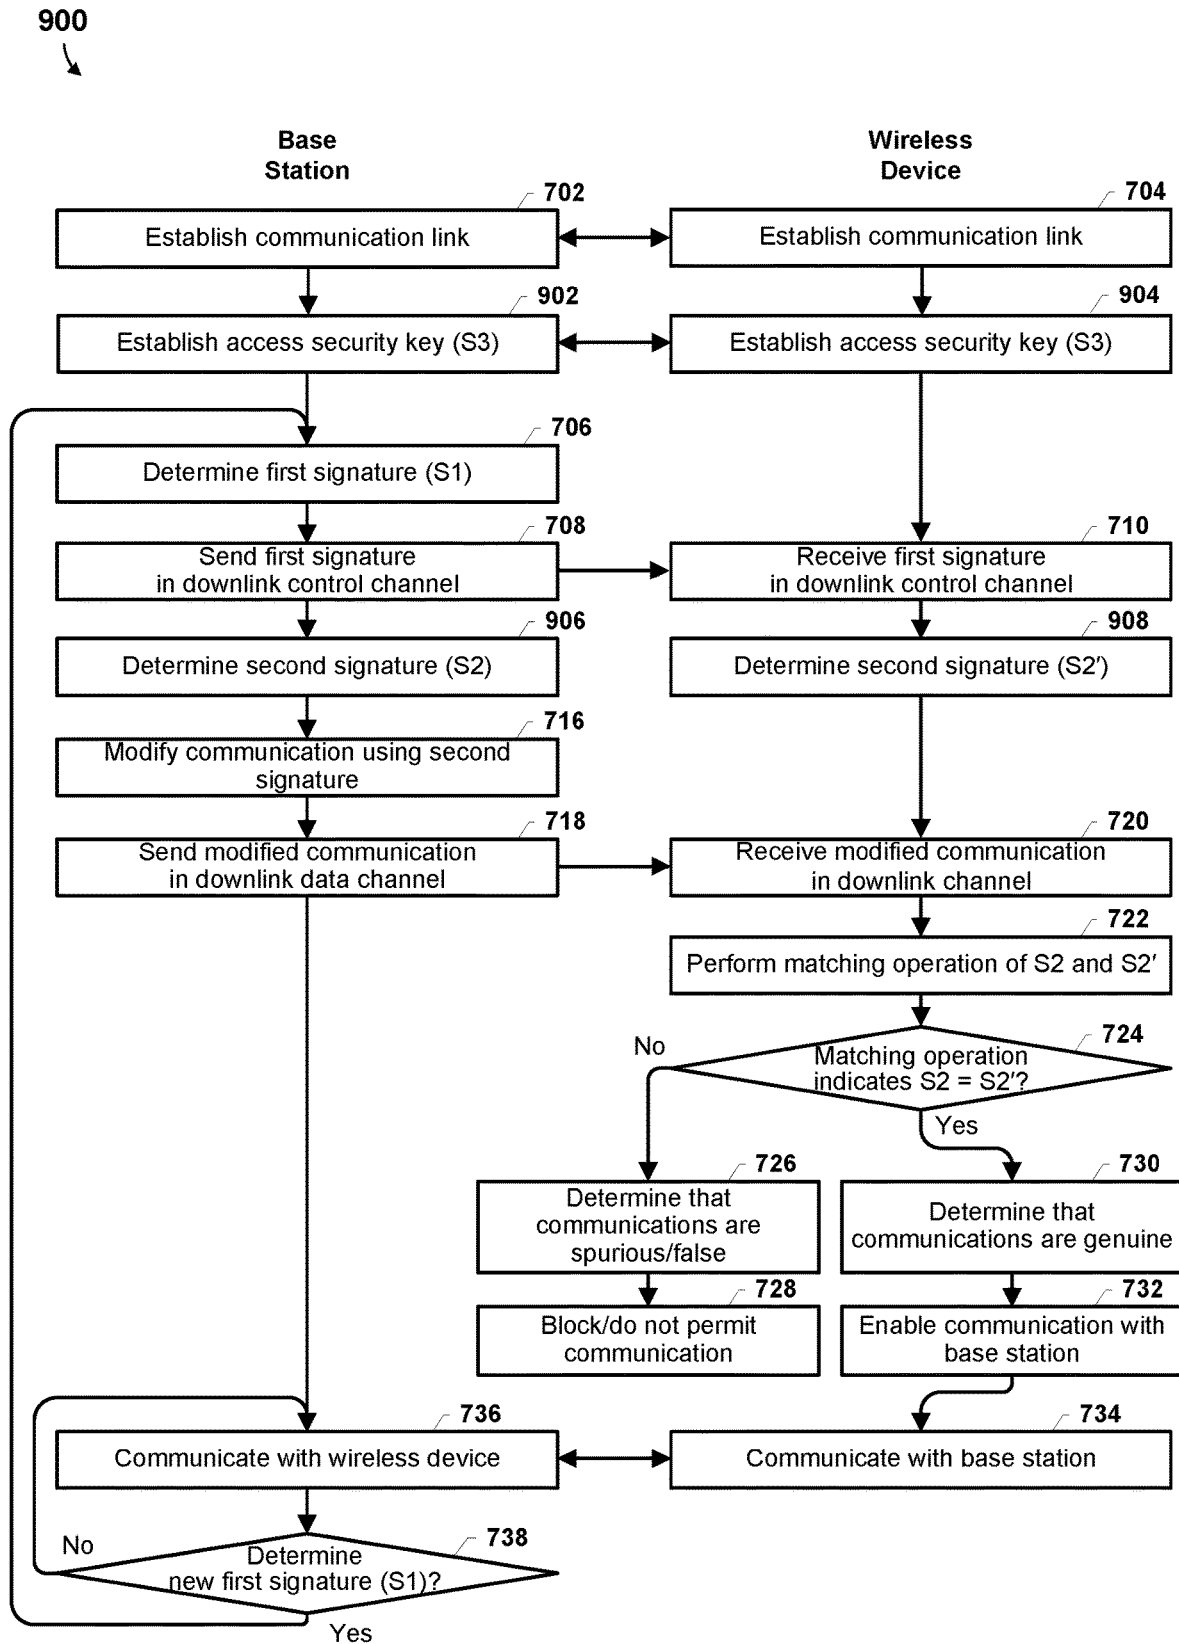 900
Base
Station
Wireless
Device
702
Establish communication link
704
Establish communication link
902
Establish access security key (S3)
904
Establish access security key (S3)
706
Determine first signature (S1)
708
Send first signature
in downlink control channel
710
Receive first signature
in downlink control channel
906
Determine second signature (S2)
908
Determine second signature (S2′)
716
Modify communication using second
signature
718
Send modified communication
in downlink data channel
720
Receive modified communication
in downlink channel
722
Perform matching operation of S2 and S2′
724
Matching operation
indicates S2 = S2′?
No
Yes
726
Determine that
communications are
spurious/false
730
Determine that
communications are genuine
728
Block/do not permit
communication
732
Enable communication with
base station
736
Communicate with wireless device
734
Communicate with base station
738
Determine
new first signature (S1)?
No
Yes